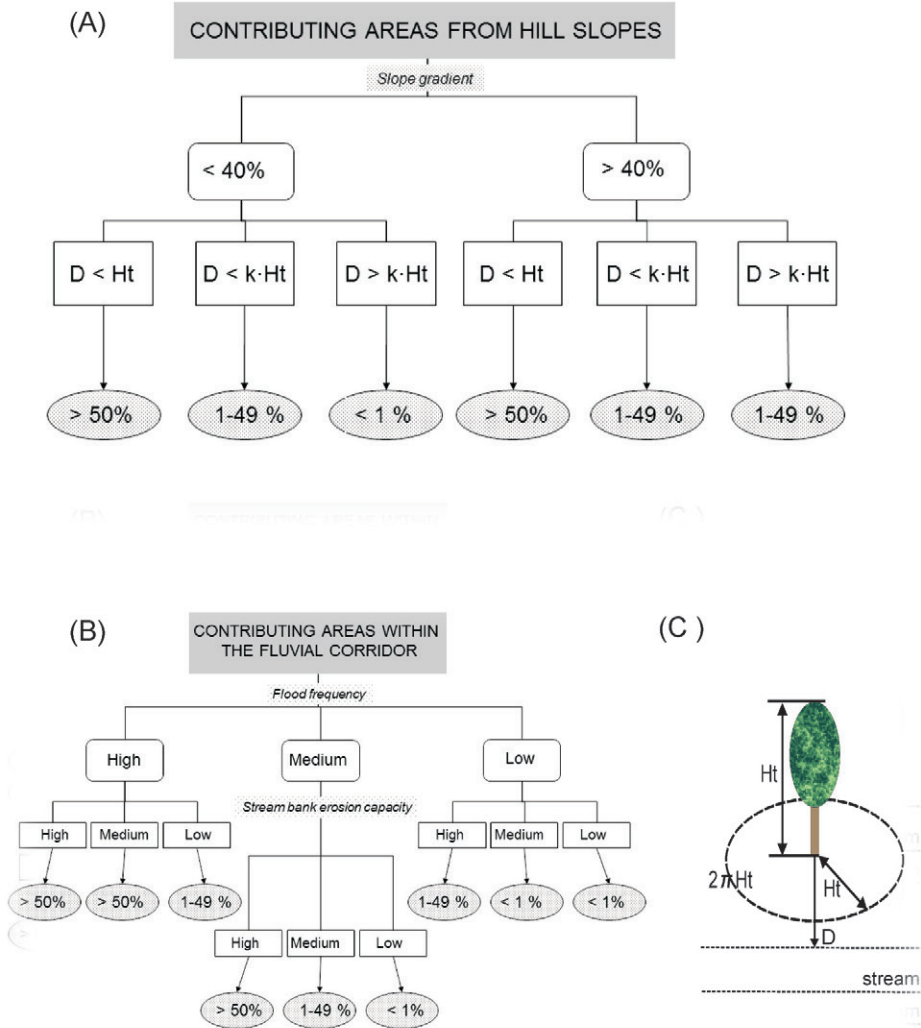 (A)
CONTRIBUTING AREAS FROM HILL SLOPES
Slope gradient
< 40%
> 40%
D < Ht
D < k·Ht
D > k·Ht
D < Ht
D < k·Ht
D > k·Ht
> 50%
1-49 %
< 1 %
> 50%
1-49 %
1-49 %
(B)
CONTRIBUTING AREAS WITHIN
THE FLUVIAL CORRIDOR
Flood frequency
High
Medium
Low
Stream bank erosion capacity
High
Medium
Low
High
Medium
Low
> 50%
> 50%
1-49 %
1-49 %
< 1 %
< 1%
High
Medium
Low
> 50%
1-49 %
< 1%
(C )
Ht
2πHt
Ht
D
stream